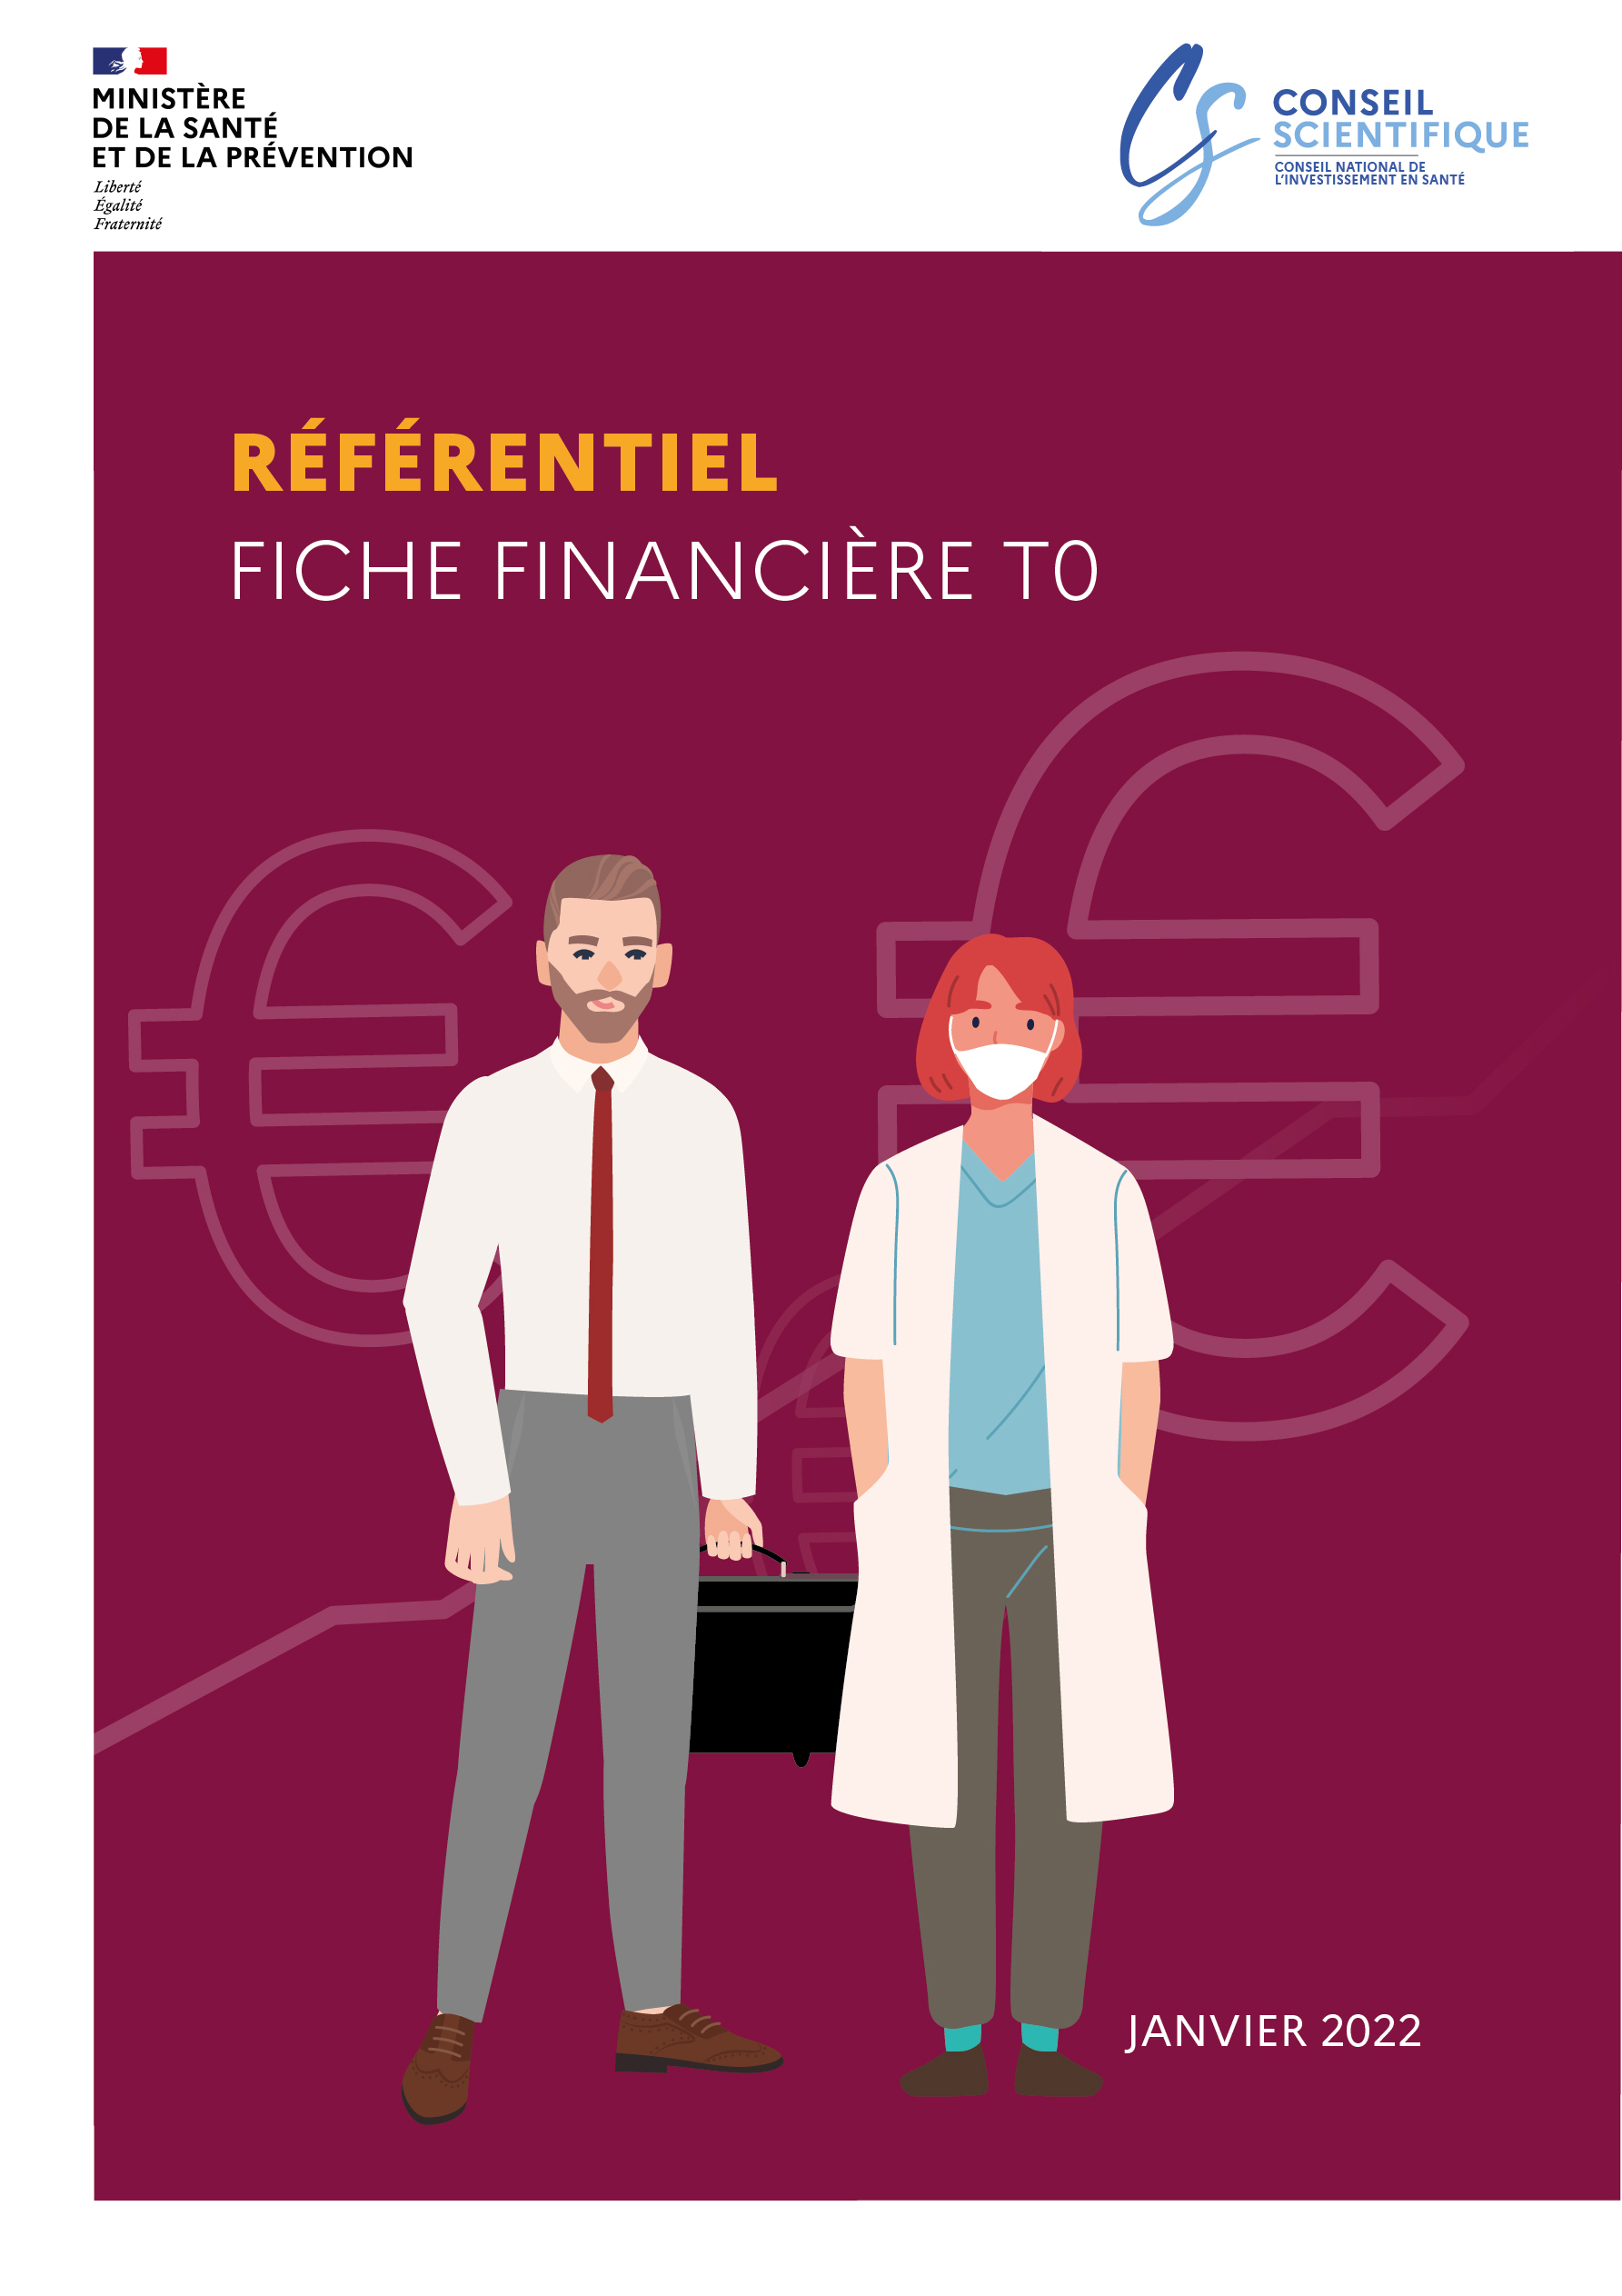 MINISTÈRE
DE LA SANTÉ
ET DE LA PRÉVENTION
Liberté
Égalité
Fraternité
CS
CONSEIL
SCIENTIFIQUE
CONSEIL NATIONAL DE
L'INVESTISSEMENT EN SANTÉ
RÉFÉRENTIEL
FICHE FINANCIÈRE T0
JANVIER 2022